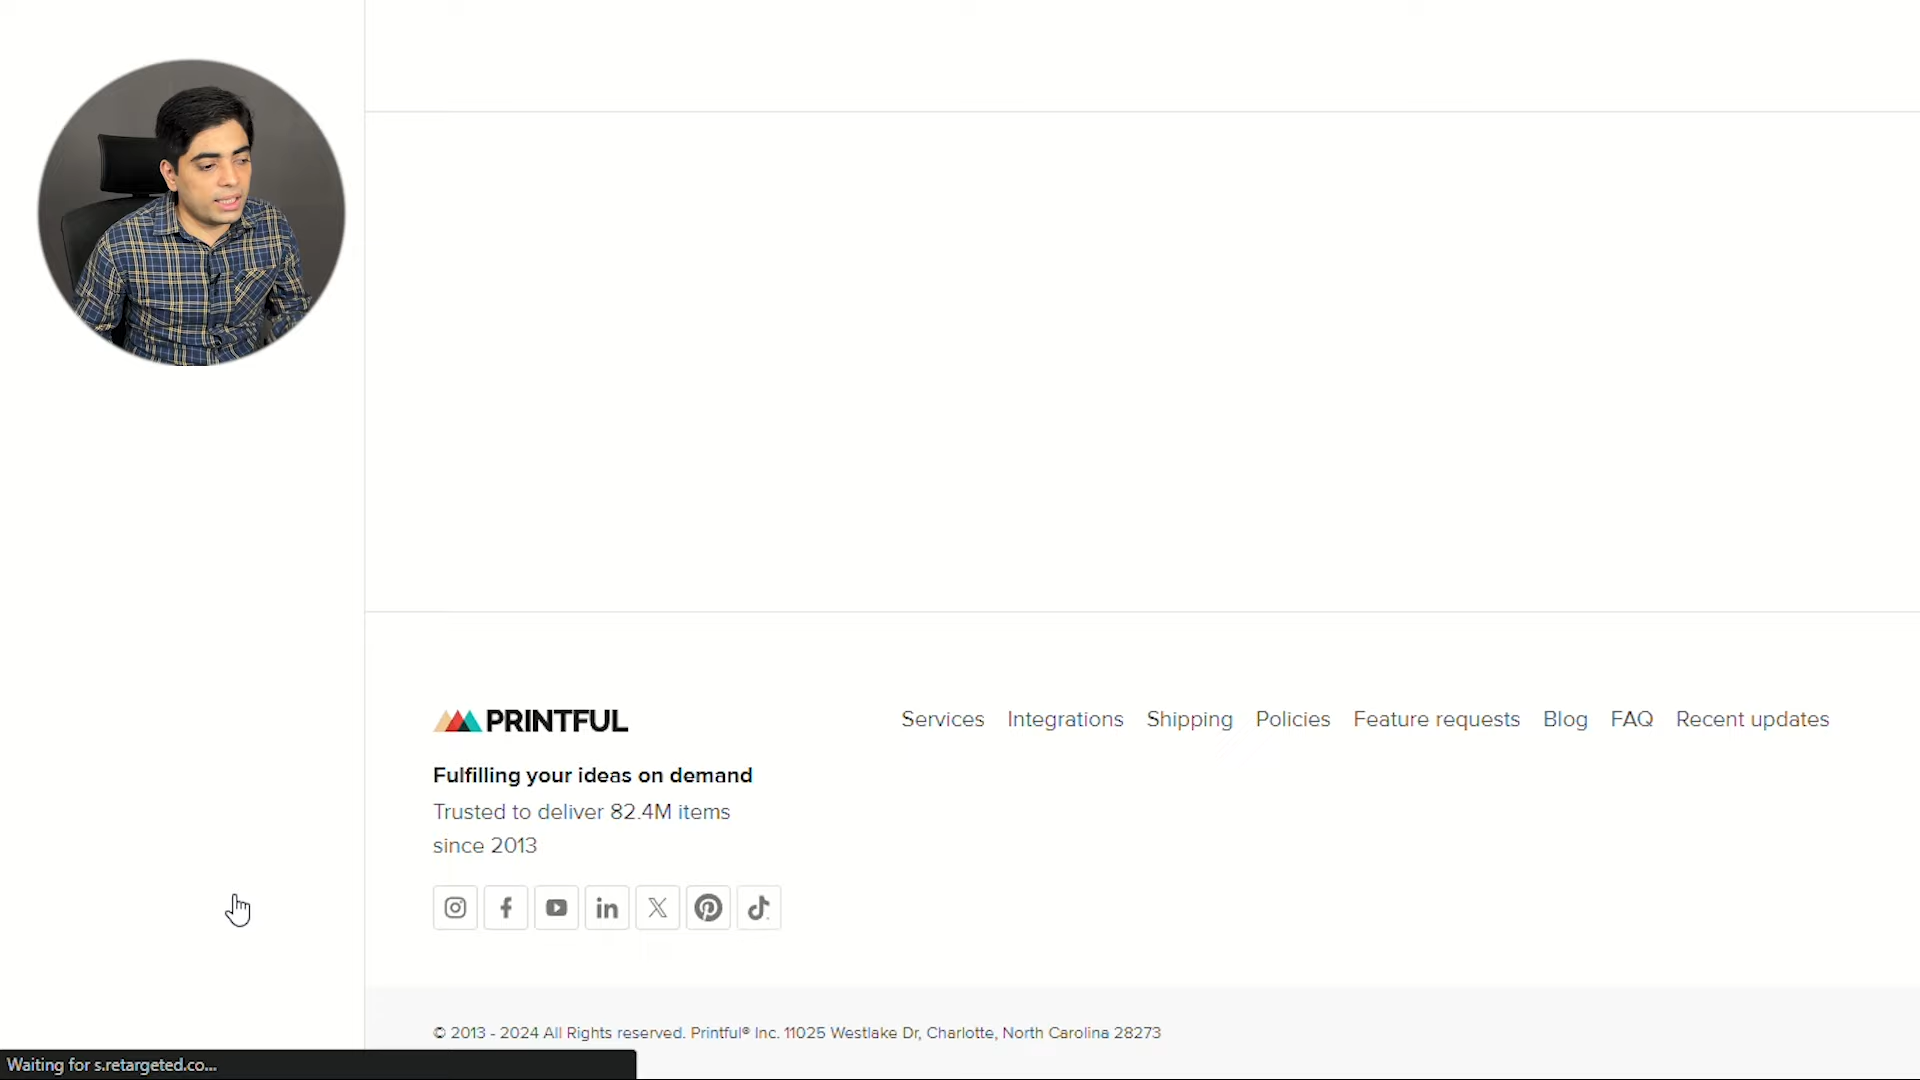 PRINTFUL
Services Integrations Shipping Policies Feature requests Blog FAQ Recent updates
Fulfilling your ideas on demand
Trusted to deliver 82.4M items
since 2013
© 2013 - 2024 All Rights reserved. Printful® Inc. 11025 Westlake Dr, Charlotte, North Carolina 28273
Waiting for s.retargeted.co...